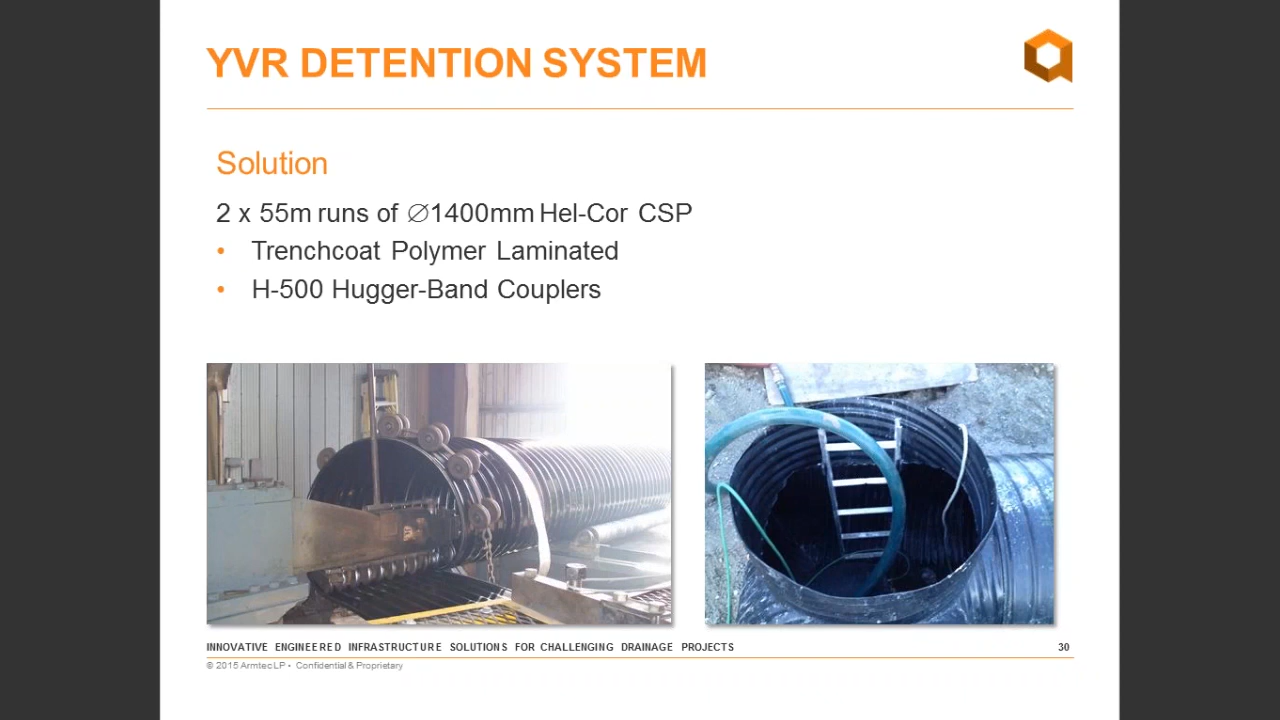 YVR DETENTION SYSTEM
Solution
2 x 55m runs of ∅1400mm Hel-Cor CSP
• Trenchcoat Polymer Laminated
• H-500 Hugger-Band Couplers
INNOVATIVE ENGINEERED INFRASTRUCTURE SOLUTIONS FOR CHALLENGING DRAINAGE PROJECTS 30
© 2015 Armtec LP • Confidential & Proprietary